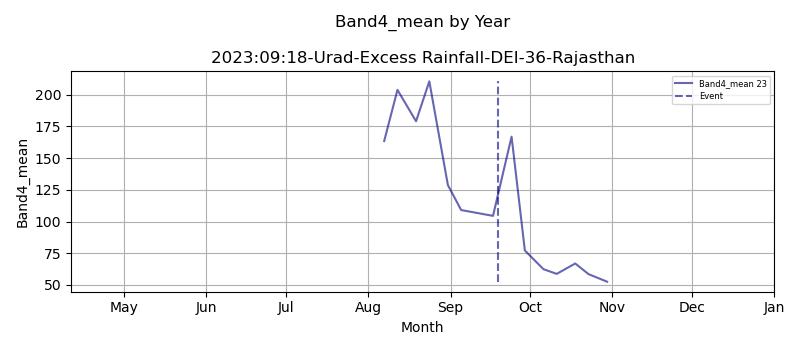 Band4_mean by Year
2023:09:18-Urad-Excess Rainfall-DEI-36-Rajasthan
Band4_mean 23
Event
200
175
150
125
100
75
50
Band4_mean
May Jun Jul Aug Sep Oct Nov Dec Jan
Month